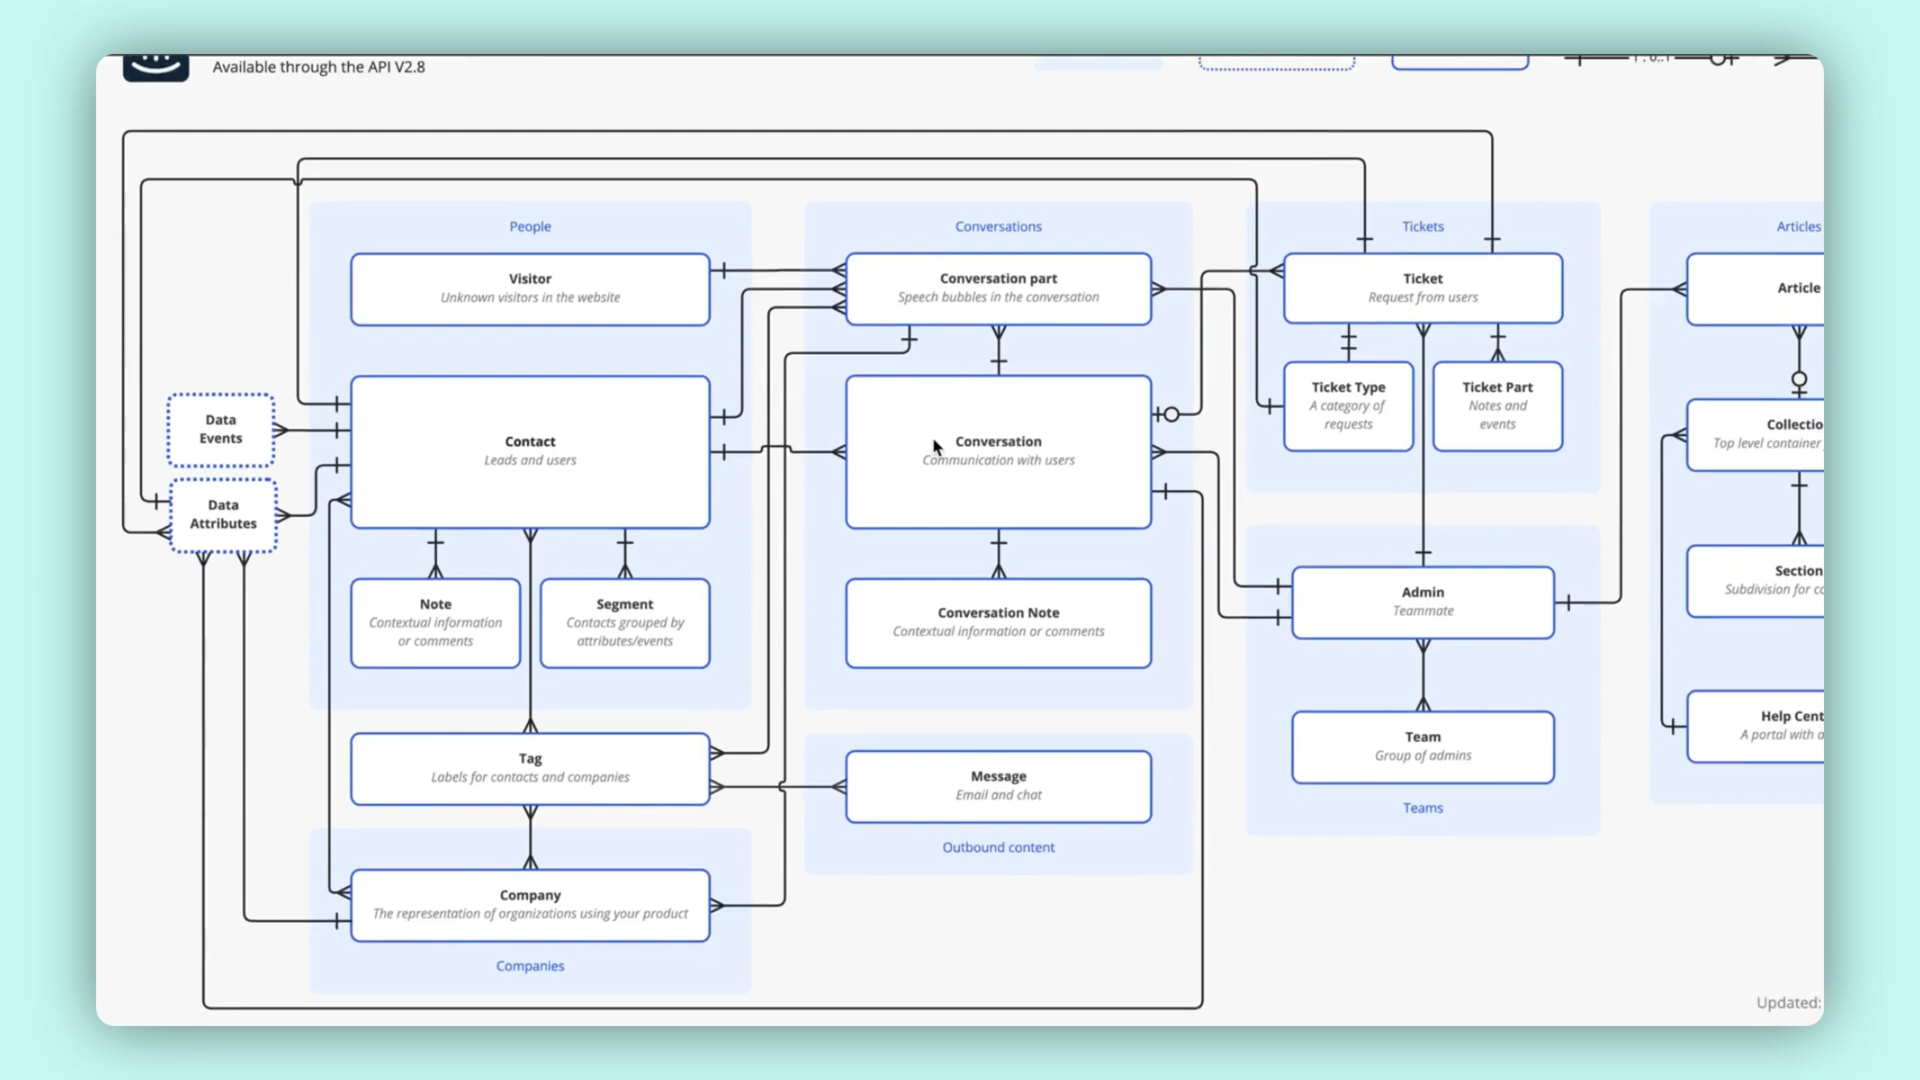 Available through the API V2.8
People
Visitor
Unknown visitors in the website
Contact
Leads and users
Data
Events
Data
Attributes
Note
Contextual information
or comments
Segment
Contacts grouped by
attributes/events
Tag
Labels for contacts and companies
Company
The representation of organizations using your product
Companies
Conversations
Conversation part
Speech bubbles in the conversation
Conversation
Communication with users
Conversation Note
Contextual information or comments
Message
Email and chat
Outbound content
Tickets
Ticket
Request from users
Ticket Type
A category of
requests
Ticket Part
Notes and
events
Admin
Teammate
Team
Group of admins
Teams
Articles
Article
Collectio
Top level container
Section
Subdivision for
Help Cent
A portal with a
Updated: